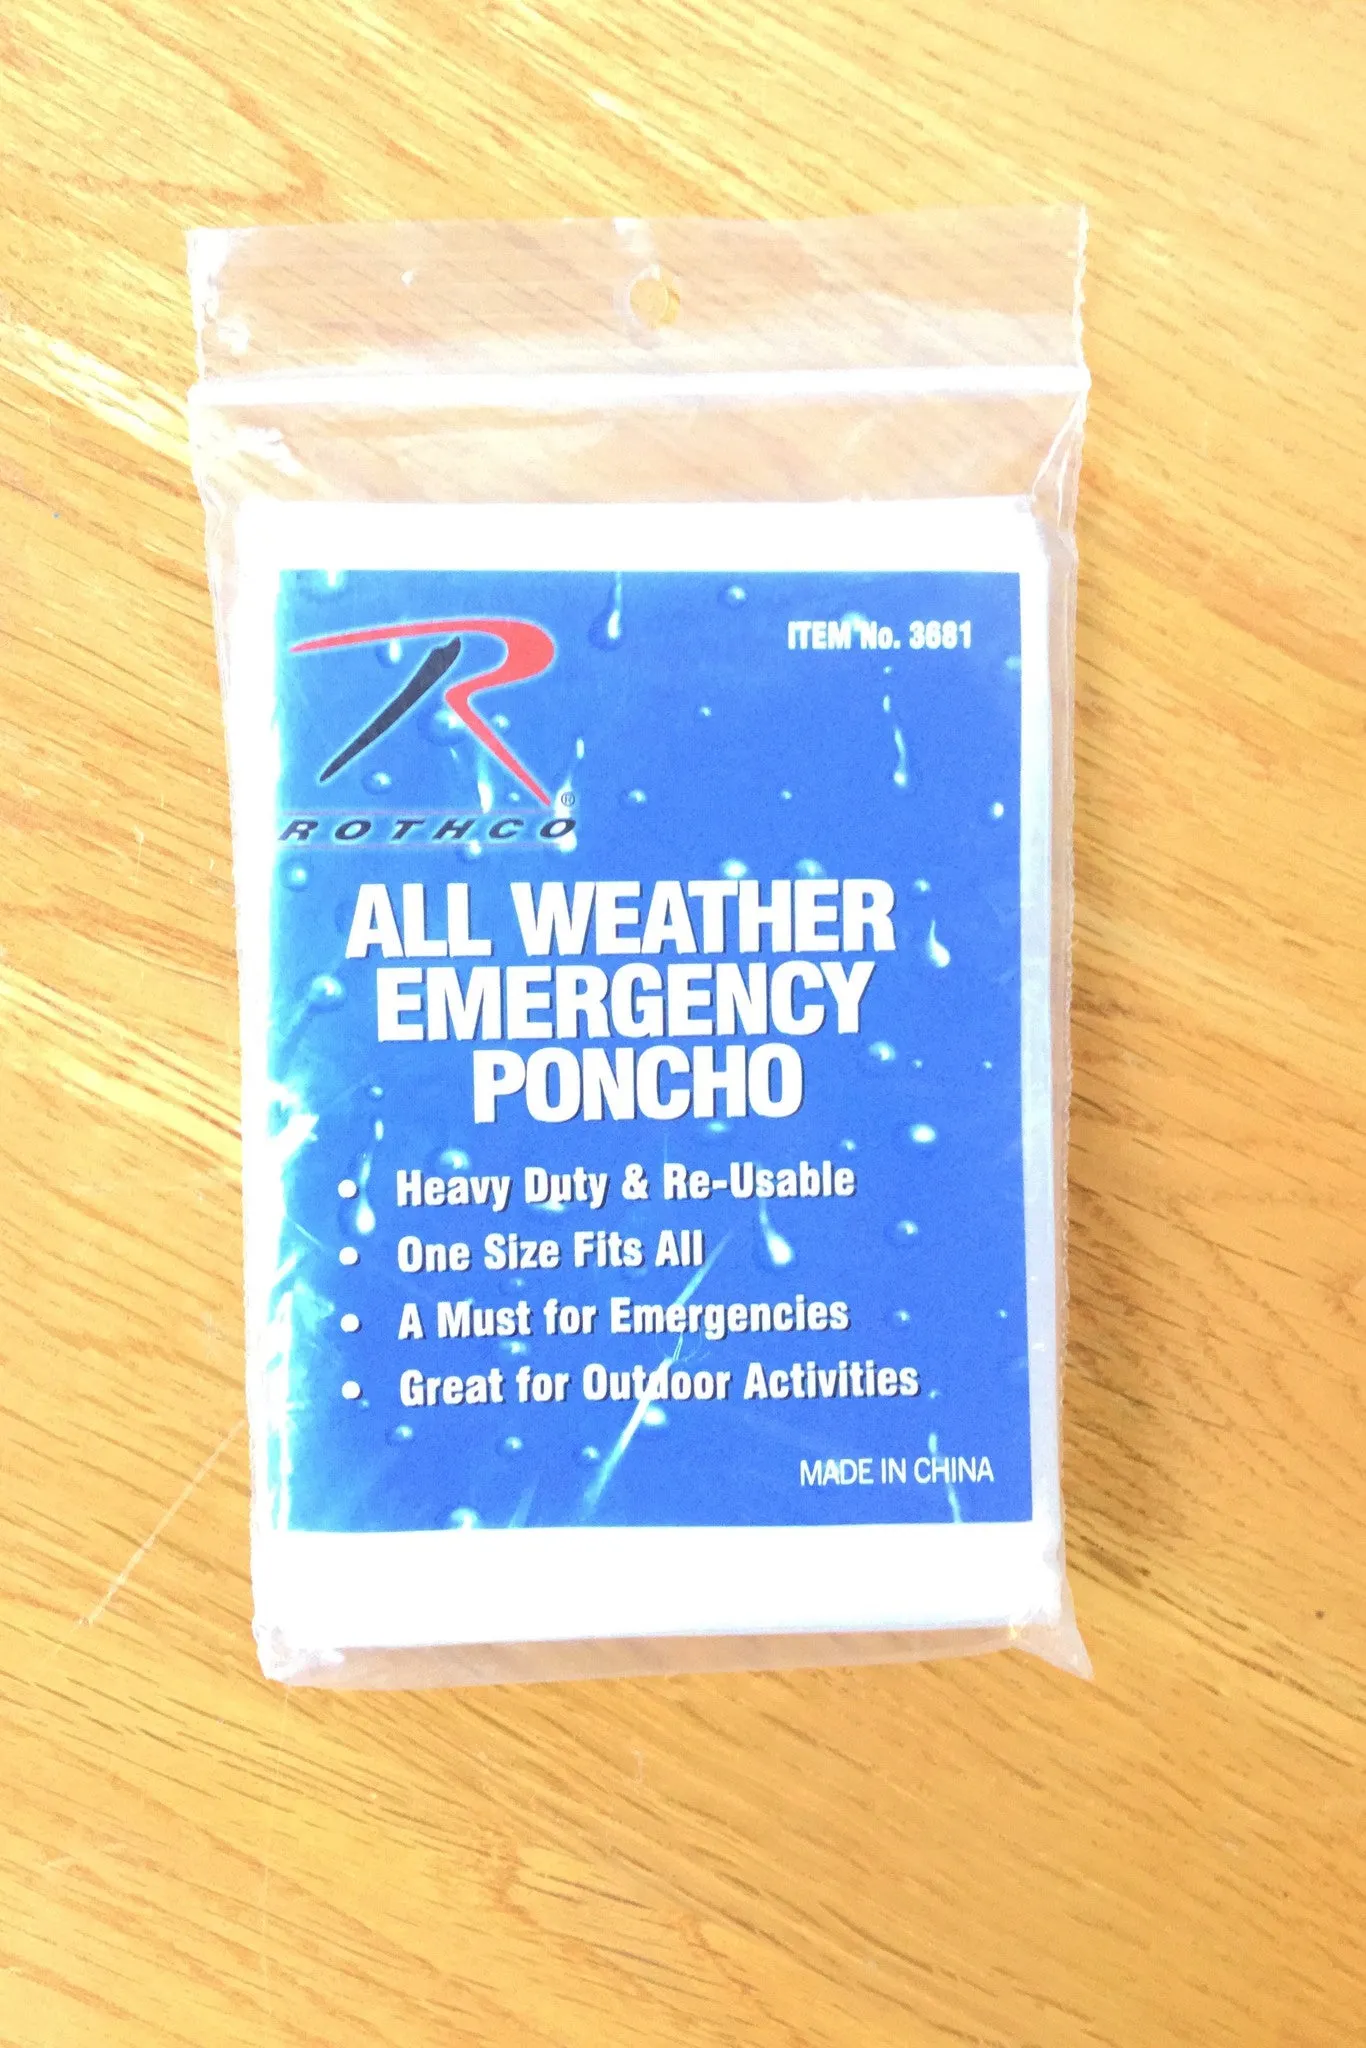 ITEM No. 3681
R
ROTHCO®
ALL WEATHER
EMERGENCY
PONCHO
• Heavy Duty & Re-Usable
• One Size Fits All
• A Must for Emergencies
• Great for Outdoor Activities
MADE IN CHINA